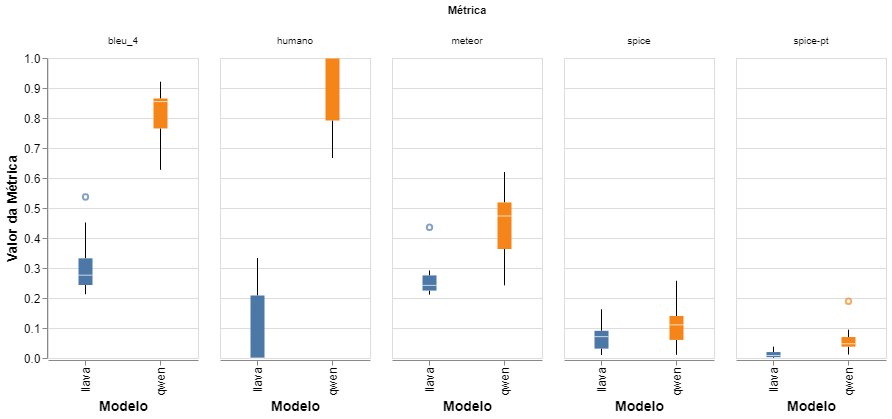 Métrica
bleu_4 humano meteor spice spice-pt
1.0
0.9
0.8
0.7
0.6
0.5
0.4
0.3
0.2
0.1
0.0
Valor da Métrica
llava qwen llava qwen llava qwen llava qwen llava qwen
Modelo Modelo Modelo Modelo Modelo